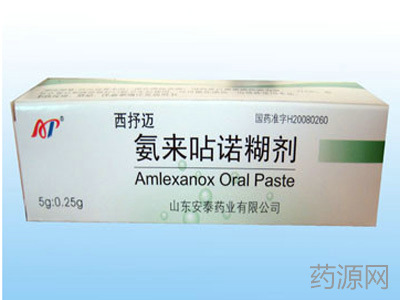 AP
西抒迈
国药准字H20080260
氨来呫诺糊剂
Amlexanox Oral Paste
5g:0.25g
山东安泰药业有限公司
药源网